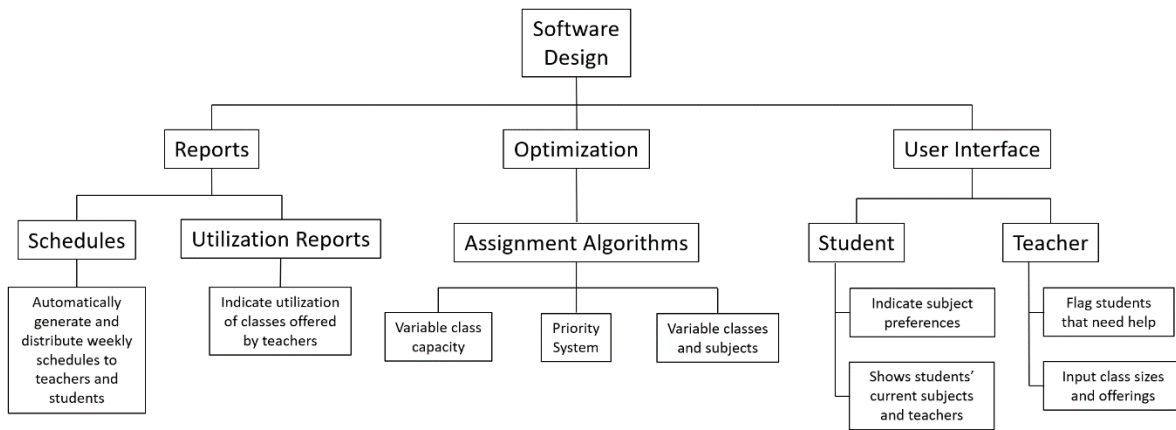 Software
Design
Reports
Optimization
User Interface
Schedules
Utilization Reports
Assignment Algorithms
Student
Teacher
Automatically
generate and
distribute weekly
schedules to
teachers and
students
Indicate utilization
of classes offered
by teachers
Variable class
capacity
Priority
System
Variable classes
and subjects
Indicate subject
preferences
Shows students'
current subjects
and teachers
Flag students
that need help
Input class sizes
and offerings